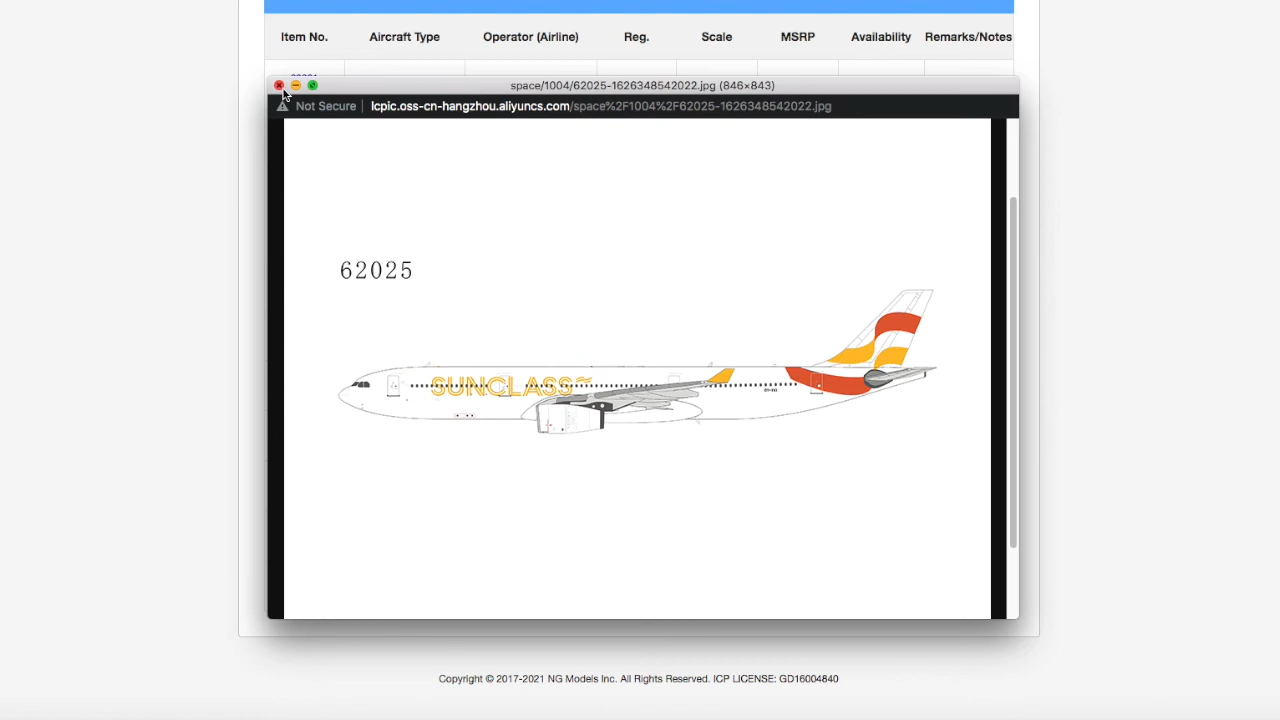 Item No. Aircraft Type Operator (Airline) Reg. Scale MSRP Availability Remarks/Notes
space/1004/62025-1626348542022.jpg (846×843)
Not Secure | lcpic.oss-cn-hangzhou.aliyuncs.com/space%2F1004%2F62025-1626348542022.jpg
62025
SUNCLASS
Copyright © 2017-2021 NG Models Inc. All Rights Reserved. ICP LICENSE: GD16004840